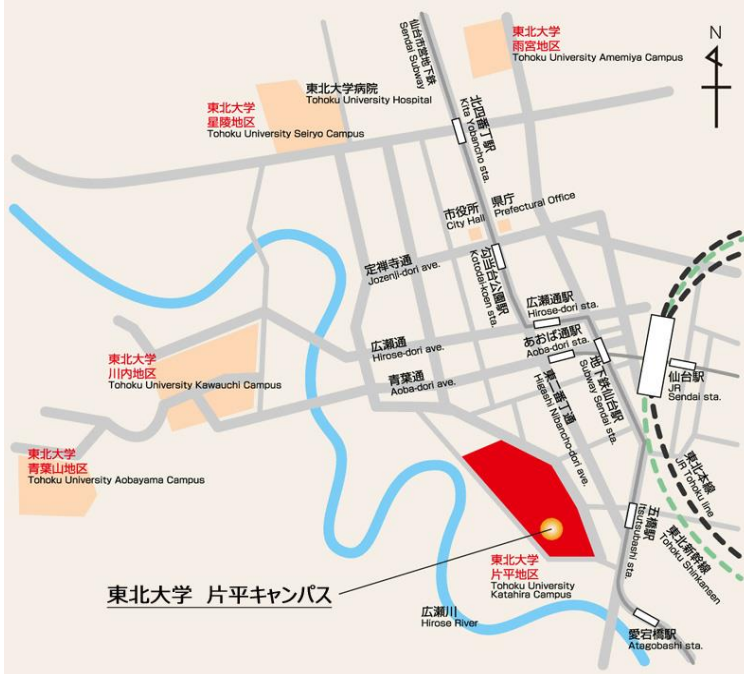 仙台市営地下鉄
Sendai Subway
東北大学
雨宮地区
Tohoku University Amemiya Campus
N
東北大学病院
Tohoku University Hospital
東北大学
星陵地区
Tohoku University Seiryo Campus
北四番丁駅
Kita Yobancho sta.
市役所
City Hall
県庁
Prefectural Office
定禅寺通
Jozenji-dori ave.
勾当台公園駅
Kotodai-koen sta.
広瀬通駅
Hirose-dori sta.
広瀬通
Hirose-dori ave.
あおば通駅
Aoba-dori sta.
東北大学
川内地区
Tohoku University Kawauchi Campus
青葉通
Aoba-dori ave.
地下鉄仙台駅
Subway Sendai sta.
仙台駅
JR
Sendai sta.
東二番丁通
Higashi Nibancho-dori ave.
東北大学
青葉山地区
Tohoku University Aobayama Campus
東北本線
JR Tohoku line
五橋駅
Itsutsubashi sta.
東北新幹線
Tohoku Shinkansen
東北大学
片平地区
Tohoku University
Katahira Campus
東北大学 片平キャンパス
広瀬川
Hirose River
愛宕橋駅
Atagobashi sta.